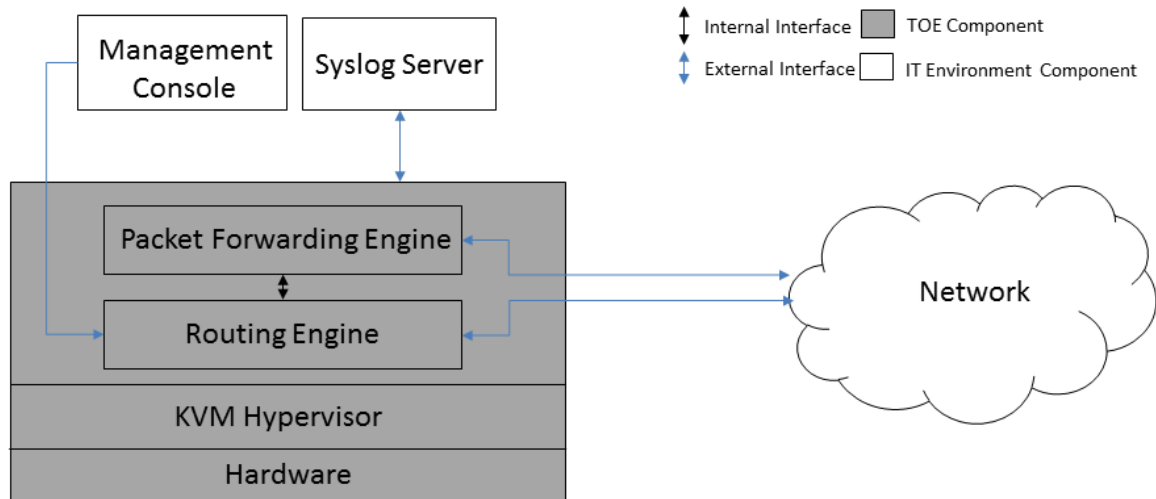 Management
Console
Syslog Server
Internal Interface
TOE Component
External Interface
IT Environment Component
Packet Forwarding Engine
Routing Engine
Network
KVM Hypervisor
Hardware